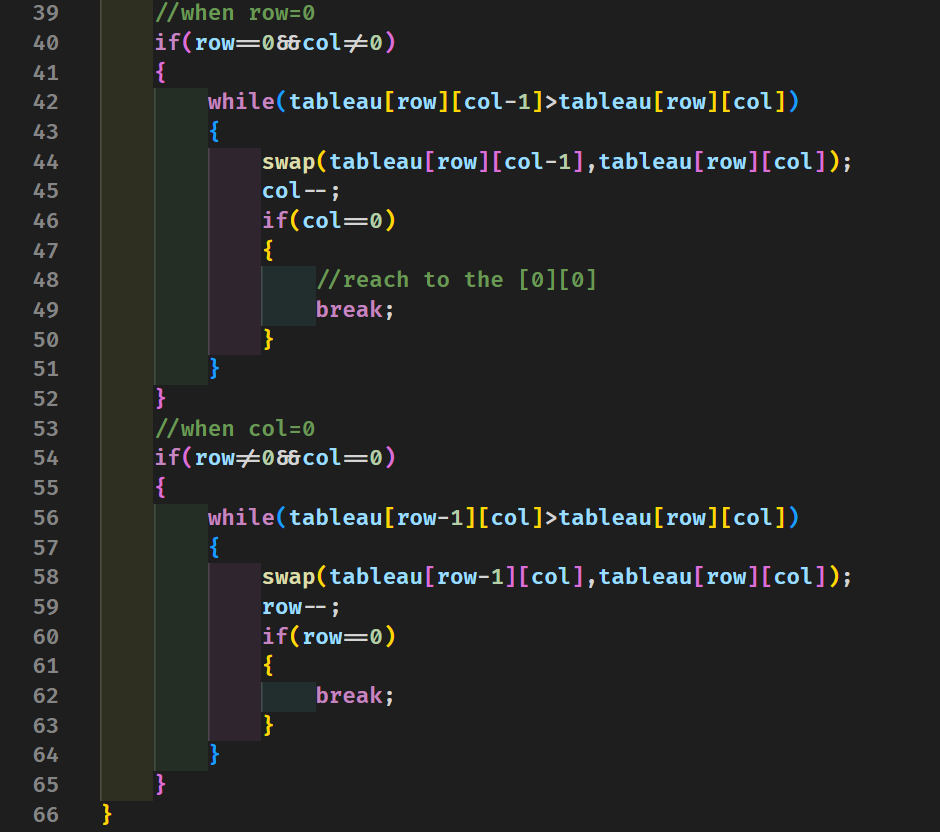 39 //when row=0
40 if(row==0&&col!=0)
41 {
42 while(tableau[row][col-1]>tableau[row][col])
43 {
44 swap(tableau[row][col-1],tableau[row][col]);
45 col--;
46 if(col==0)
47 {
48 //reach to the [0][0]
49 break;
50 }
51 }
52 }
53 //when col=0
54 if(row!=0&&col==0)
55 {
56 while(tableau[row-1][col]>tableau[row][col])
57 {
58 swap(tableau[row-1][col],tableau[row][col]);
59 row--;
60 if(row==0)
61 {
62 break;
63 }
64 }
65 }
66 }